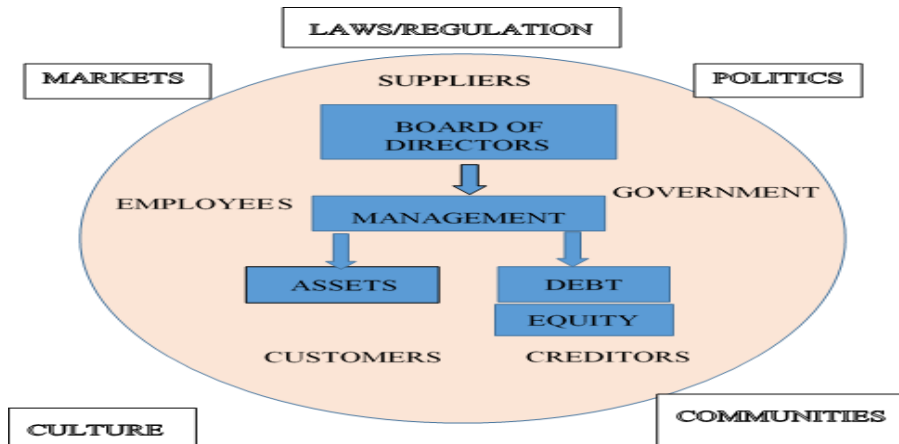 LAWS/REGULATION
MARKETS
POLITICS
SUPPLIERS
BOARD OF
DIRECTORS
EMPLOYEES
GOVERNMENT
MANAGEMENT
ASSETS
DEBT
EQUITY
CUSTOMERS
CREDITORS
CULTURE
COMMUNITIES